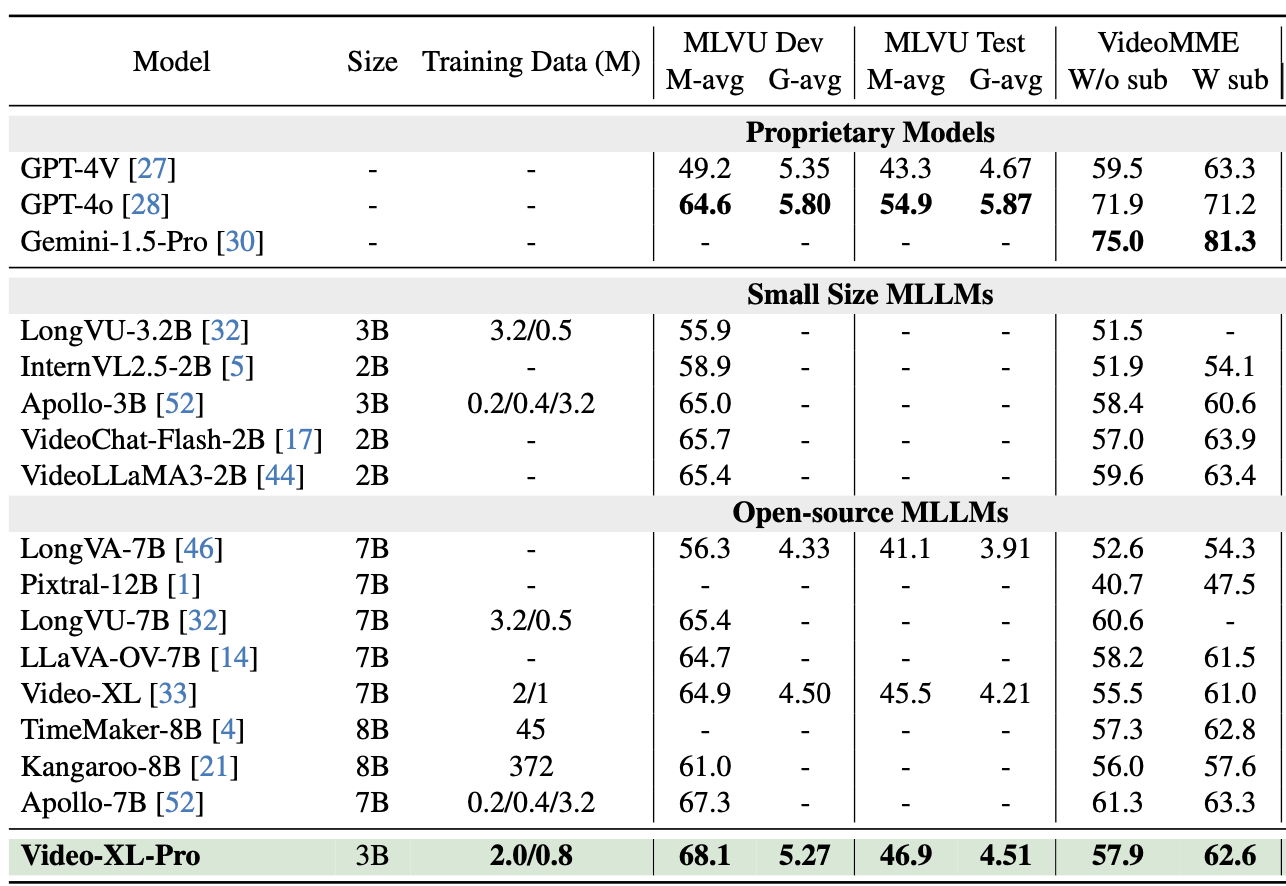 Model Size Training Data (M) MLVU Dev MLVU Test VideoMME
M-avg G-avg M-avg G-avg W/o sub W sub
Proprietary Models
GPT-4V [27] - - 49.2 5.35 43.3 4.67 59.5 63.3
GPT-4o [28] - - 64.6 5.80 54.9 5.87 71.9 71.2
Gemini-1.5-Pro [30] - - - - - - 75.0 81.3
Small Size MLLMs
LongVU-3.2B [32] 3B 3.2/0.5 55.9 - - - 51.5 -
InternVL2.5-2B [5] 2B - 58.9 - - - 51.9 54.1
Apollo-3B [52] 3B 0.2/0.4/3.2 65.0 - - - 58.4 60.6
VideoChat-Flash-2B [17] 2B - 65.7 - - - 57.0 63.9
VideoLLaMA3-2B [44] 2B - 65.4 - - - 59.6 63.4
Open-source MLLMs
LongVA-7B [46] 7B - 56.3 4.33 41.1 3.91 52.6 54.3
Pixtral-12B [1] 7B - - - - - 40.7 47.5
LongVU-7B [32] 7B 3.2/0.5 65.4 - - - 60.6 -
LLaVA-OV-7B [14] 7B - 64.7 - - - 58.2 61.5
Video-XL [33] 7B 2/1 64.9 4.50 45.5 4.21 55.5 61.0
TimeMaker-8B [4] 8B 45 - - - - 57.3 62.8
Kangaroo-8B [21] 8B 372 61.0 - - - 56.0 57.6
Apollo-7B [52] 7B 0.2/0.4/3.2 67.3 - - - 61.3 63.3
Video-XL-Pro 3B 2.0/0.8 68.1 5.27 46.9 4.51 57.9 62.6